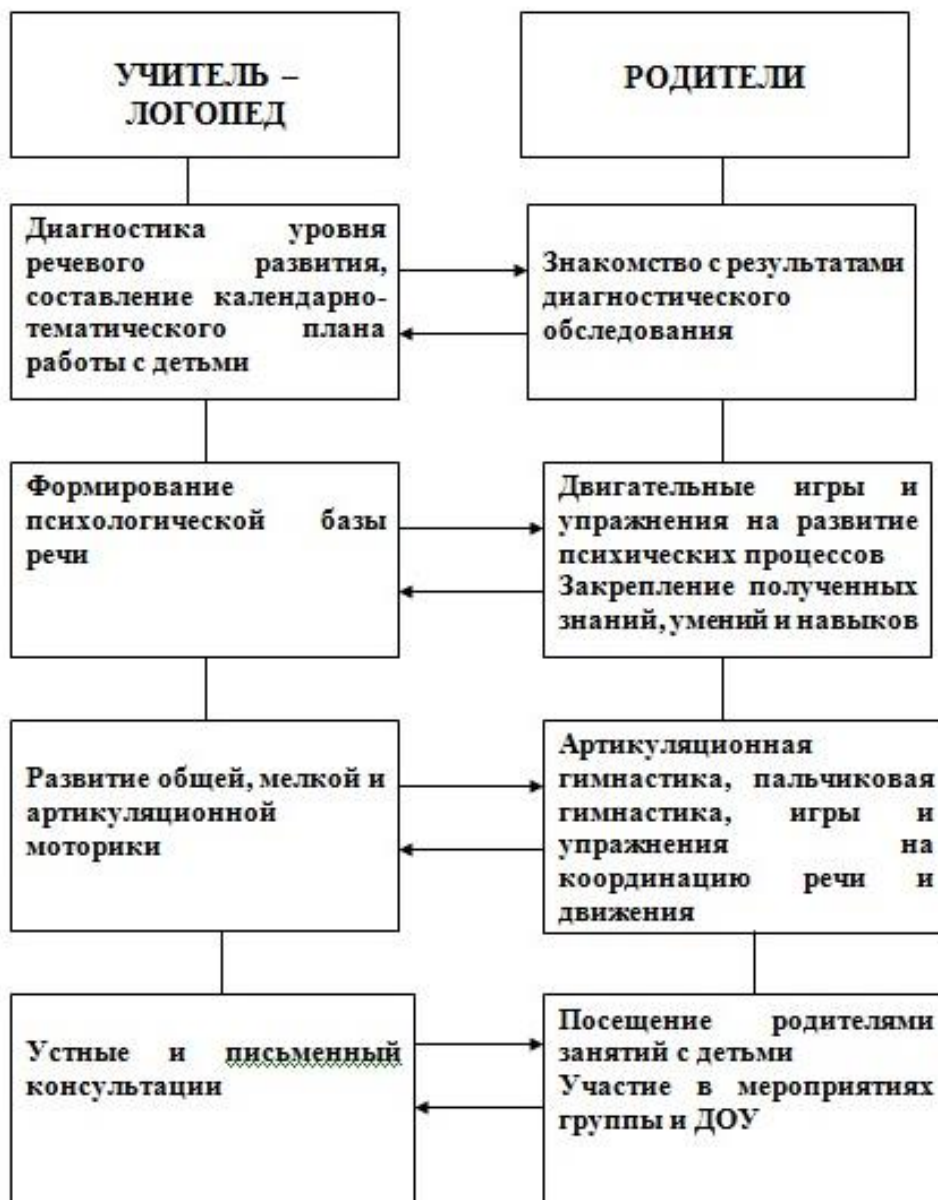 УЧИТЕЛЬ –
ЛОГОПЕД
РОДИТЕЛИ
Диагностика уровня
речевого развития,
составление календарно-
тематического плана
работы с детьми
Знакомство с результатами
диагностического
обследования
Формирование
психологической базы
речи
Двигательные игры и
упражнения на развитие
психических процессов
Закрепление полученных
знаний, умений и навыков
Развитие общей, мелкой и
артикуляционной
моторики
Артикуляционная
гимнастика, пальчиковая
гимнастика, игры и
упражнения на
координацию речи и
движения
Устные и письменный
консультации
Посещение родителями
занятий с детьми
Участие в мероприятиях
группы и ДОУ